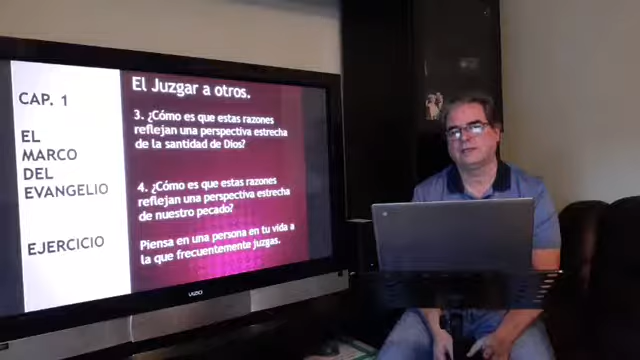 CAP. 1
EL
MARCO
DEL
EVANGELIO
EJERCICIO
El Juzgar a otros.
3. ¿Cómo es que estas razones
reflejan una perspectiva estrecha
de la santidad de Dios?
4. ¿Cómo es que estas razones
reflejan una perspectiva estrecha
de nuestro pecado?
Piensa en una persona en tu vida a
la que frecuentemente juzgas.
VIZIO